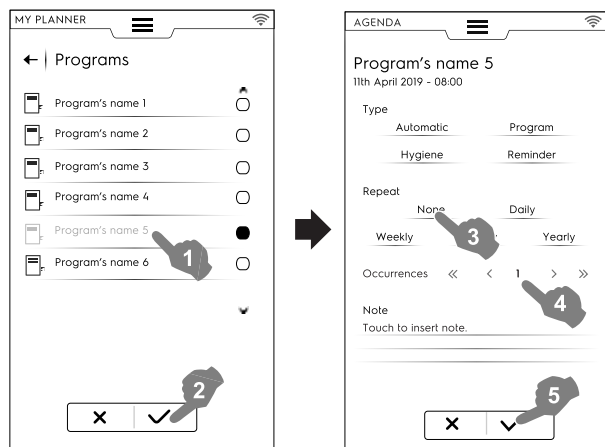 MY PLANNER
Programs
Program's name 1
Program's name 2
Program's name 3
Program's name 4
Program's name 5
Program's name 6
1
2
AGENDA
Program's name 5
11th April 2019 - 08:00
Type
Automatic Program
Hygiene Reminder
Repeat
None Daily
Weekly Yearly
3
Occurrences « < 1 > »
4
Note
Touch to insert note.
5